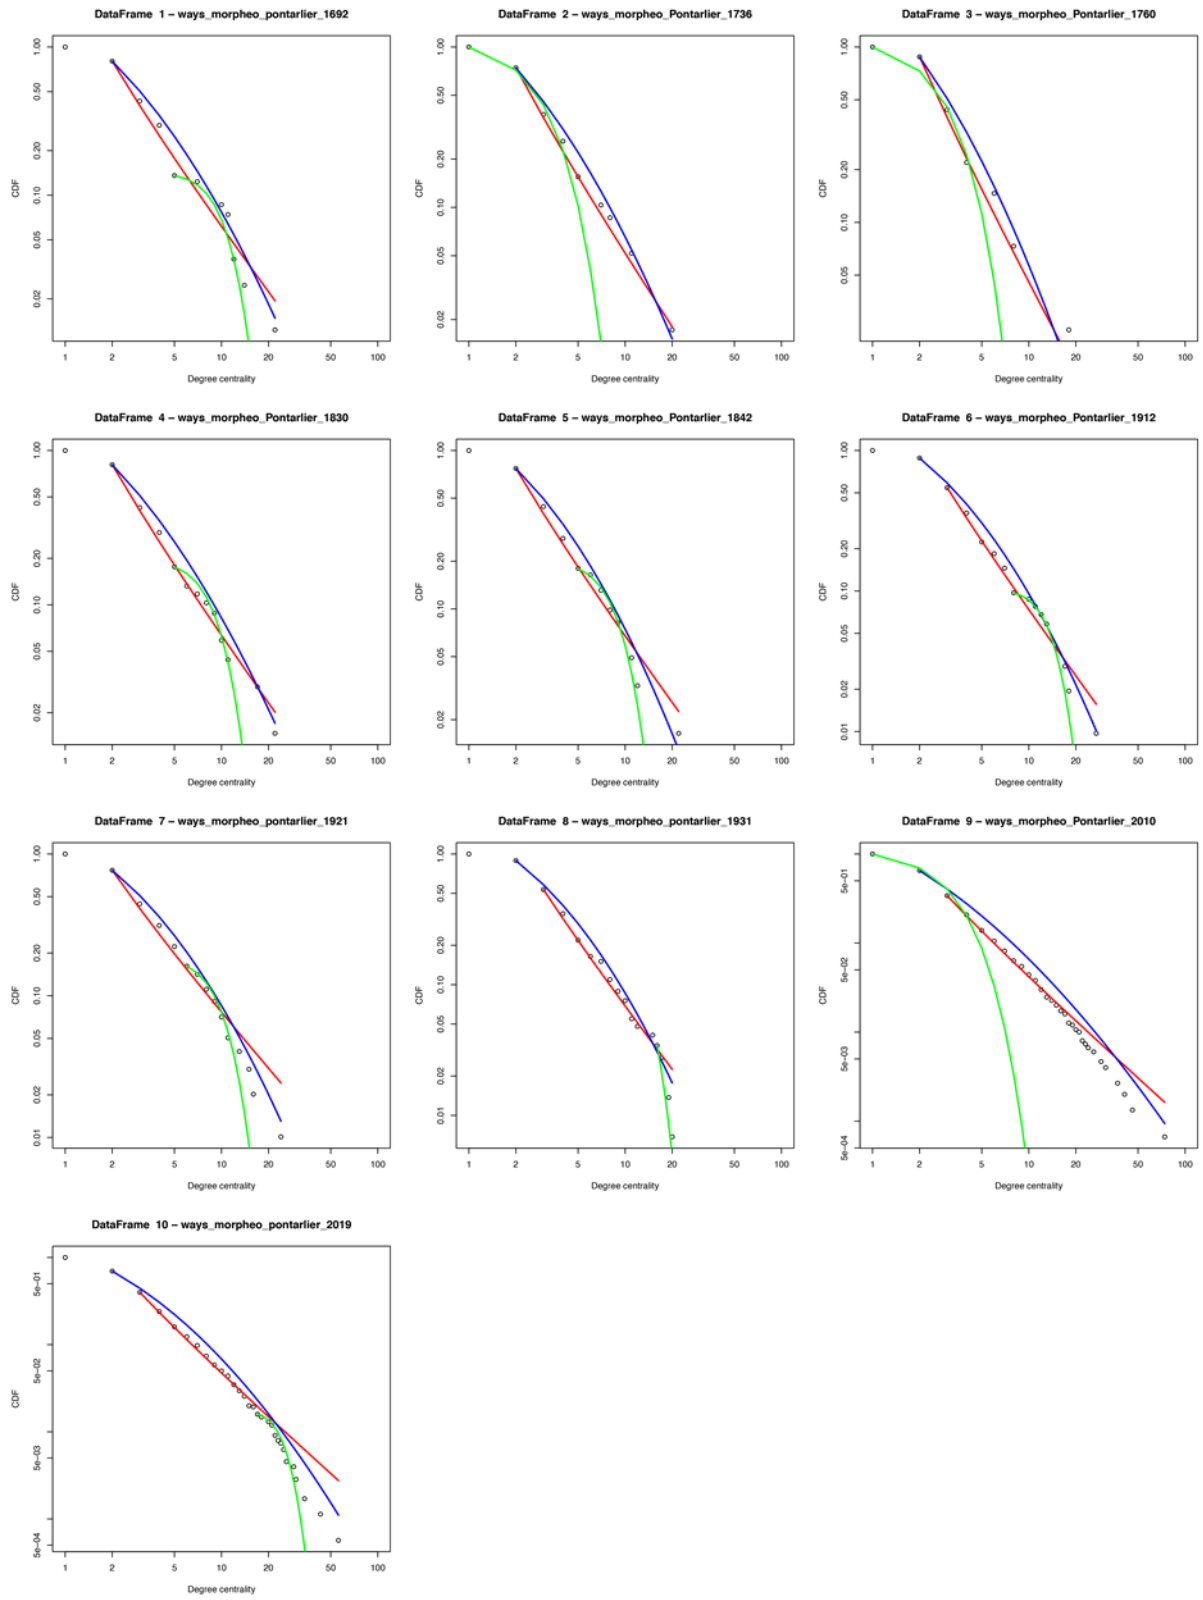 DataFrame 1 – ways_morpheo_pontarlier_1692
CDF
1.00
0.50
0.20
0.10
0.05
0.02
1 2 5 10 20 50 100
Degree centrality
DataFrame 2 – ways_morpheo_Pontarlier_1736
CDF
1.00
0.50
0.20
0.10
0.05
0.02
1 2 5 10 20 50 100
Degree centrality
DataFrame 3 – ways_morpheo_Pontarlier_1760
CDF
1.00
0.50
0.20
0.10
0.05
1 2 5 10 20 50 100
Degree centrality
DataFrame 4 – ways_morpheo_Pontarlier_1830
CDF
1.00
0.50
0.20
0.10
0.05
0.02
1 2 5 10 20 50 100
Degree centrality
DataFrame 5 – ways_morpheo_Pontarlier_1842
CDF
1.00
0.50
0.20
0.10
0.05
0.02
1 2 5 10 20 50 100
Degree centrality
DataFrame 6 – ways_morpheo_Pontarlier_1912
CDF
1.00
0.50
0.20
0.10
0.05
0.02
0.01
1 2 5 10 20 50 100
Degree centrality
DataFrame 7 – ways_morpheo_pontarlier_1921
CDF
1.00
0.50
0.20
0.10
0.05
0.02
0.01
1 2 5 10 20 50 100
Degree centrality
DataFrame 8 – ways_morpheo_pontarlier_1931
CDF
1.00
0.50
0.20
0.10
0.05
0.02
0.01
1 2 5 10 20 50 100
Degree centrality
DataFrame 9 – ways_morpheo_Pontarlier_2010
CDF
5e−01
5e−02
5e−03
5e−04
1 2 5 10 20 50 100
Degree centrality
DataFrame 10 – ways_morpheo_pontarlier_2019
CDF
5e−01
5e−02
5e−03
5e−04
1 2 5 10 20 50 100
Degree centrality